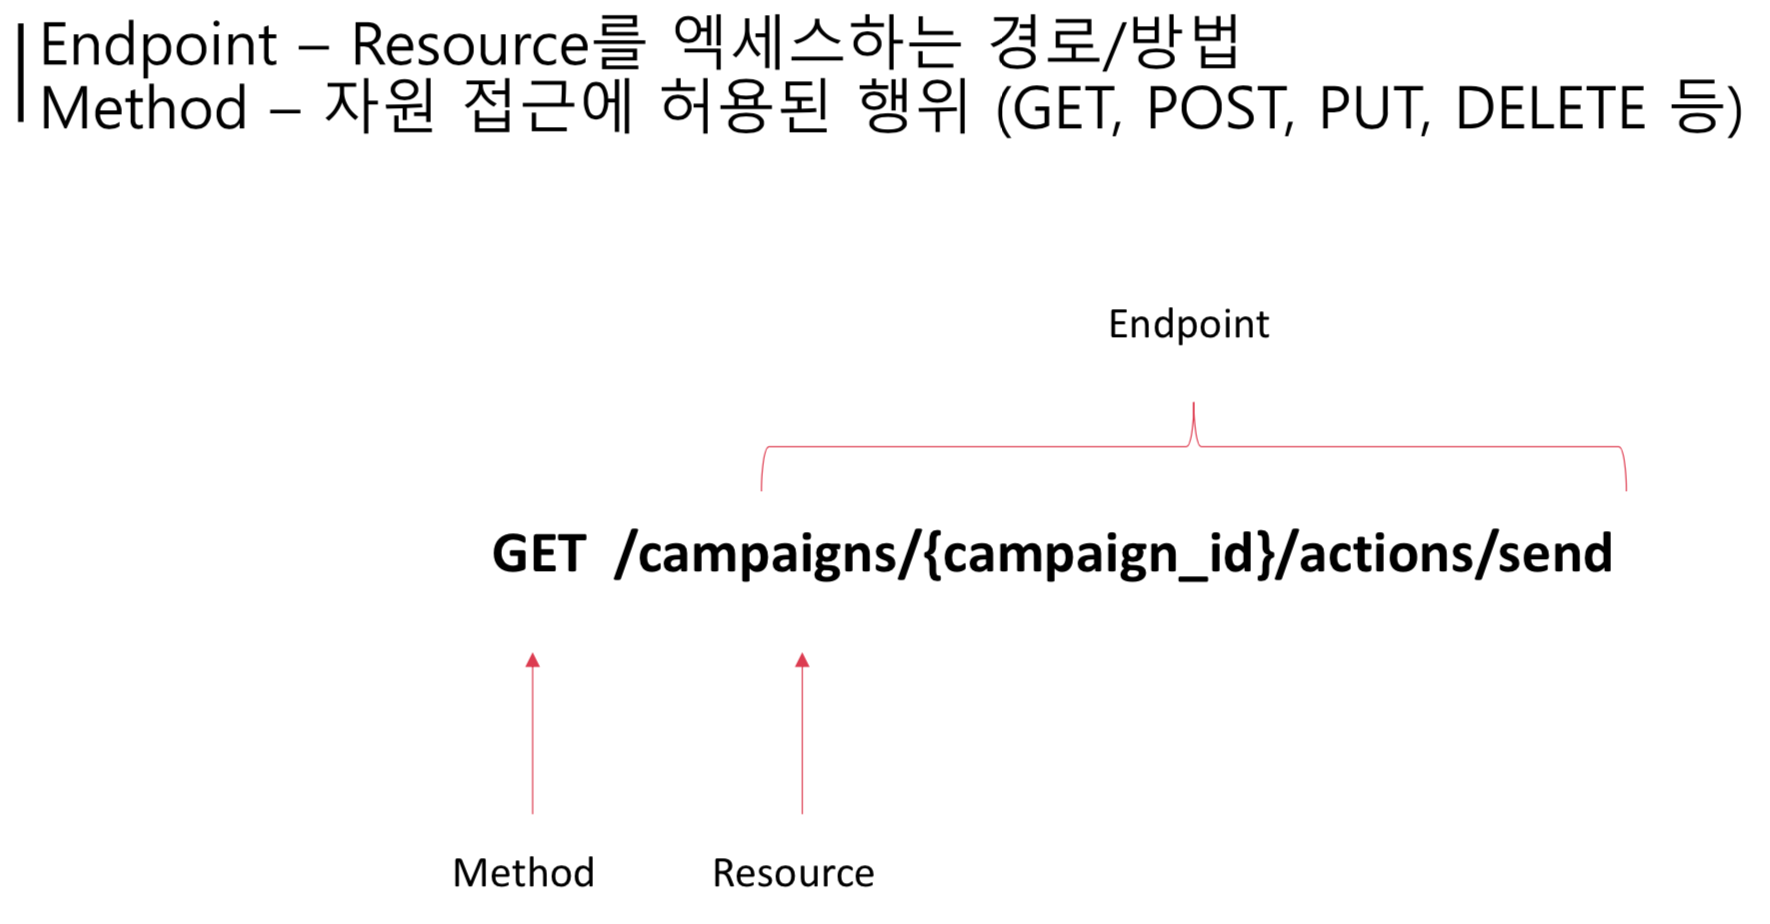 Endpoint – Resource를 엑세스하는 경로/방법
Method – 자원 접근에 허용된 행위 (GET, POST, PUT, DELETE 등)
Endpoint
GET /campaigns/{campaign_id}/actions/send
Method Resource